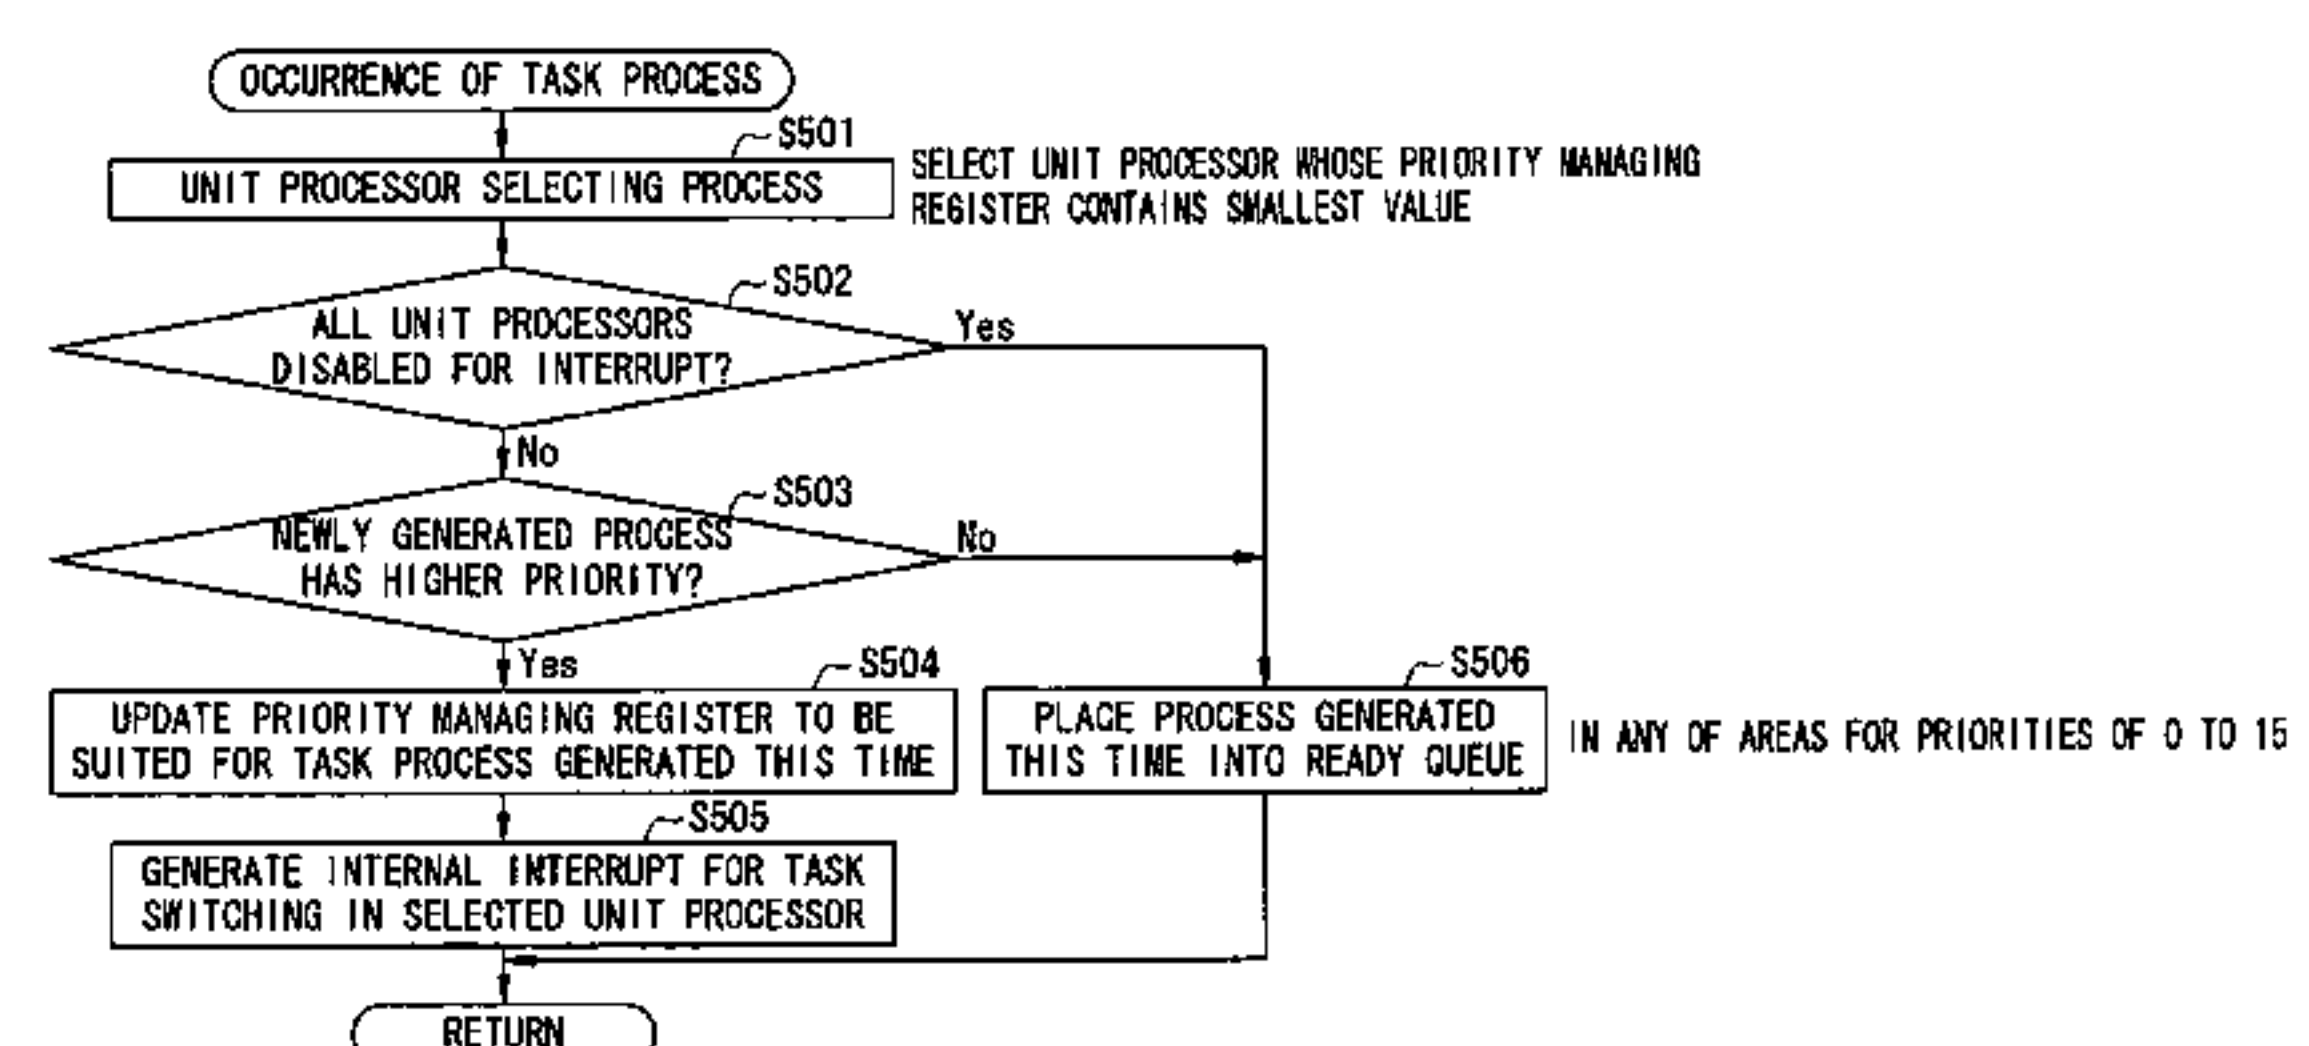 OCCURRENCE OF TASK PROCESS
S501
UNIT PROCESSOR SELECTING PROCESS
SELECT UNIT PROCESSOR WHOSE PRIORITY MANAGING
REGISTER CONTAINS SMALLEST VALUE
S502
ALL UNIT PROCESSORS
DISABLED FOR INTERRUPT?
Yes
No
S503
NEWLY GENERATED PROCESS
HAS HIGHER PRIORITY?
No
Yes
S504
UPDATE PRIORITY MANAGING REGISTER TO BE
SUITED FOR TASK PROCESS GENERATED THIS TIME
S506
PLACE PROCESS GENERATED
THIS TIME INTO READY QUEUE
IN ANY OF AREAS FOR PRIORITIES OF 0 TO 15
S505
GENERATE INTERNAL INTERRUPT FOR TASK
SWITCHING IN SELECTED UNIT PROCESSOR
RETURN